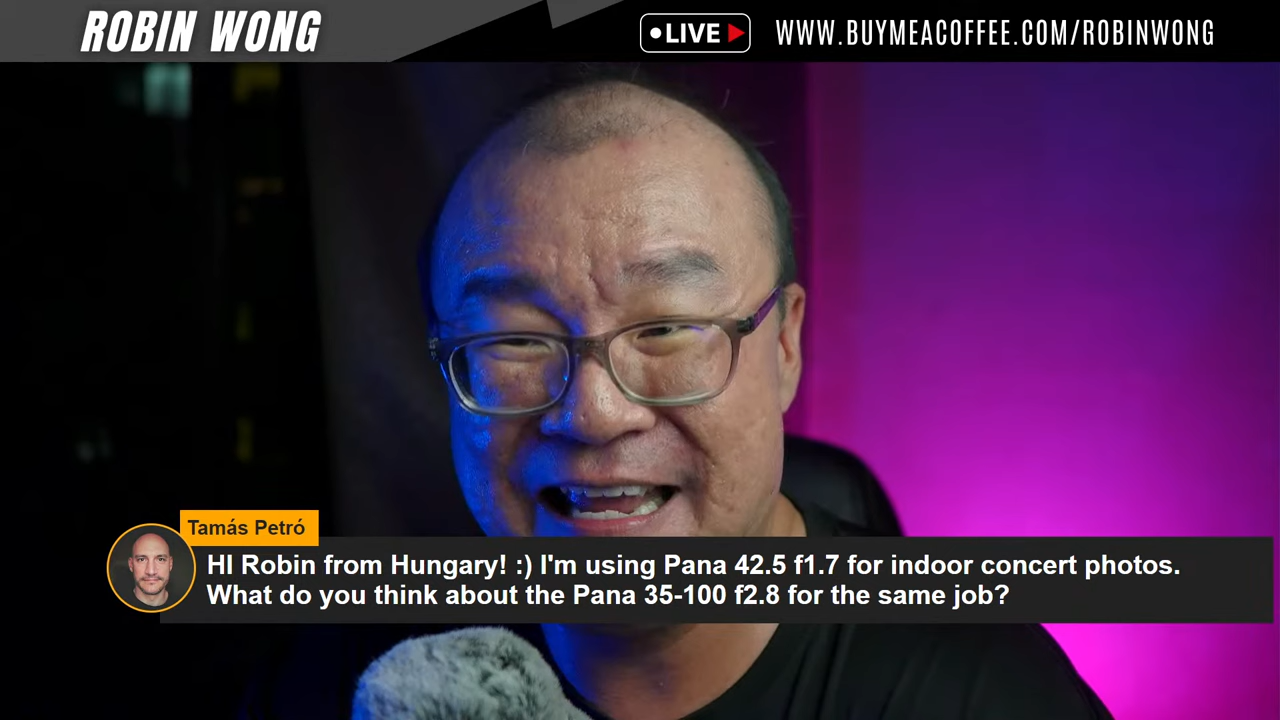 ROBIN WONG
LIVE
WWW.BUYMEACOFFEE.COM/ROBINWONG
Tamás Petró
HI Robin from Hungary! :) I'm using Pana 42.5 f1.7 for indoor concert photos.
What do you think about the Pana 35-100 f2.8 for the same job?